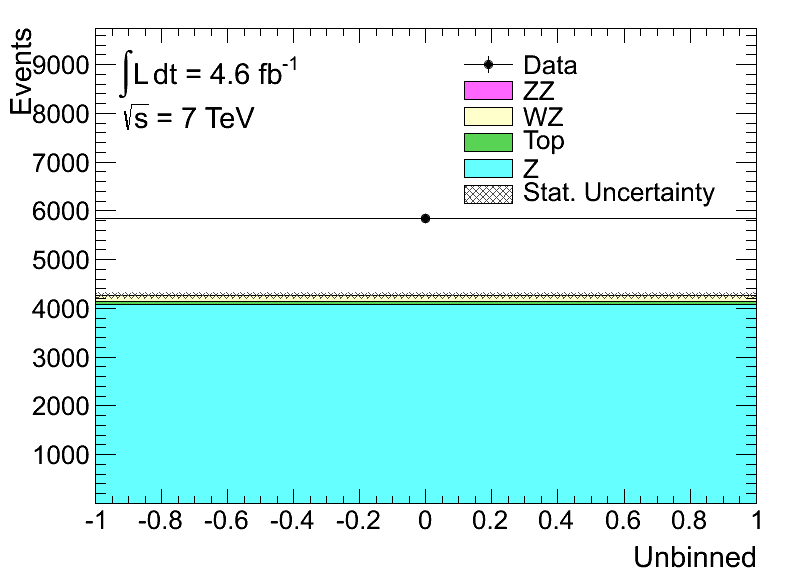 Events
9000
8000
7000
6000
5000
4000
3000
2000
1000
∫L dt = 4.6 fb⁻¹
√s = 7 TeV
Data
ZZ
WZ
Top
Z
Stat. Uncertainty
-1 -0.8 -0.6 -0.4 -0.2 0 0.2 0.4 0.6 0.8 1
Unbinned